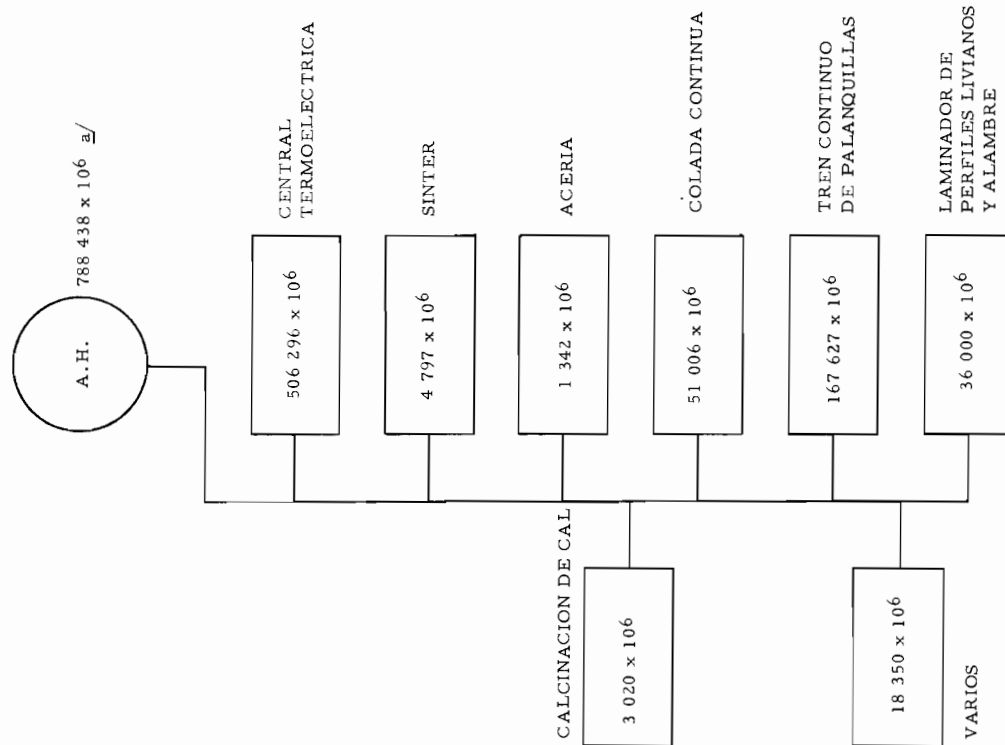 A.H.
788 438 x 10⁶ a/
506 296 x 10⁶
CENTRAL
TERMOELECTRICA
4 797 x 10⁶
SINTER
1 342 x 10⁶
ACERIA
CALCINACION DE CAL
3 020 x 10⁶
51 006 x 10⁶
COLADA CONTINUA
167 627 x 10⁶
TREN CONTINUO
DE PALANQUILLAS
18 350 x 10⁶
VARIOS
36 000 x 10⁶
LAMINADOR DE
PERFILES LIVIANOS
Y ALAMBRE